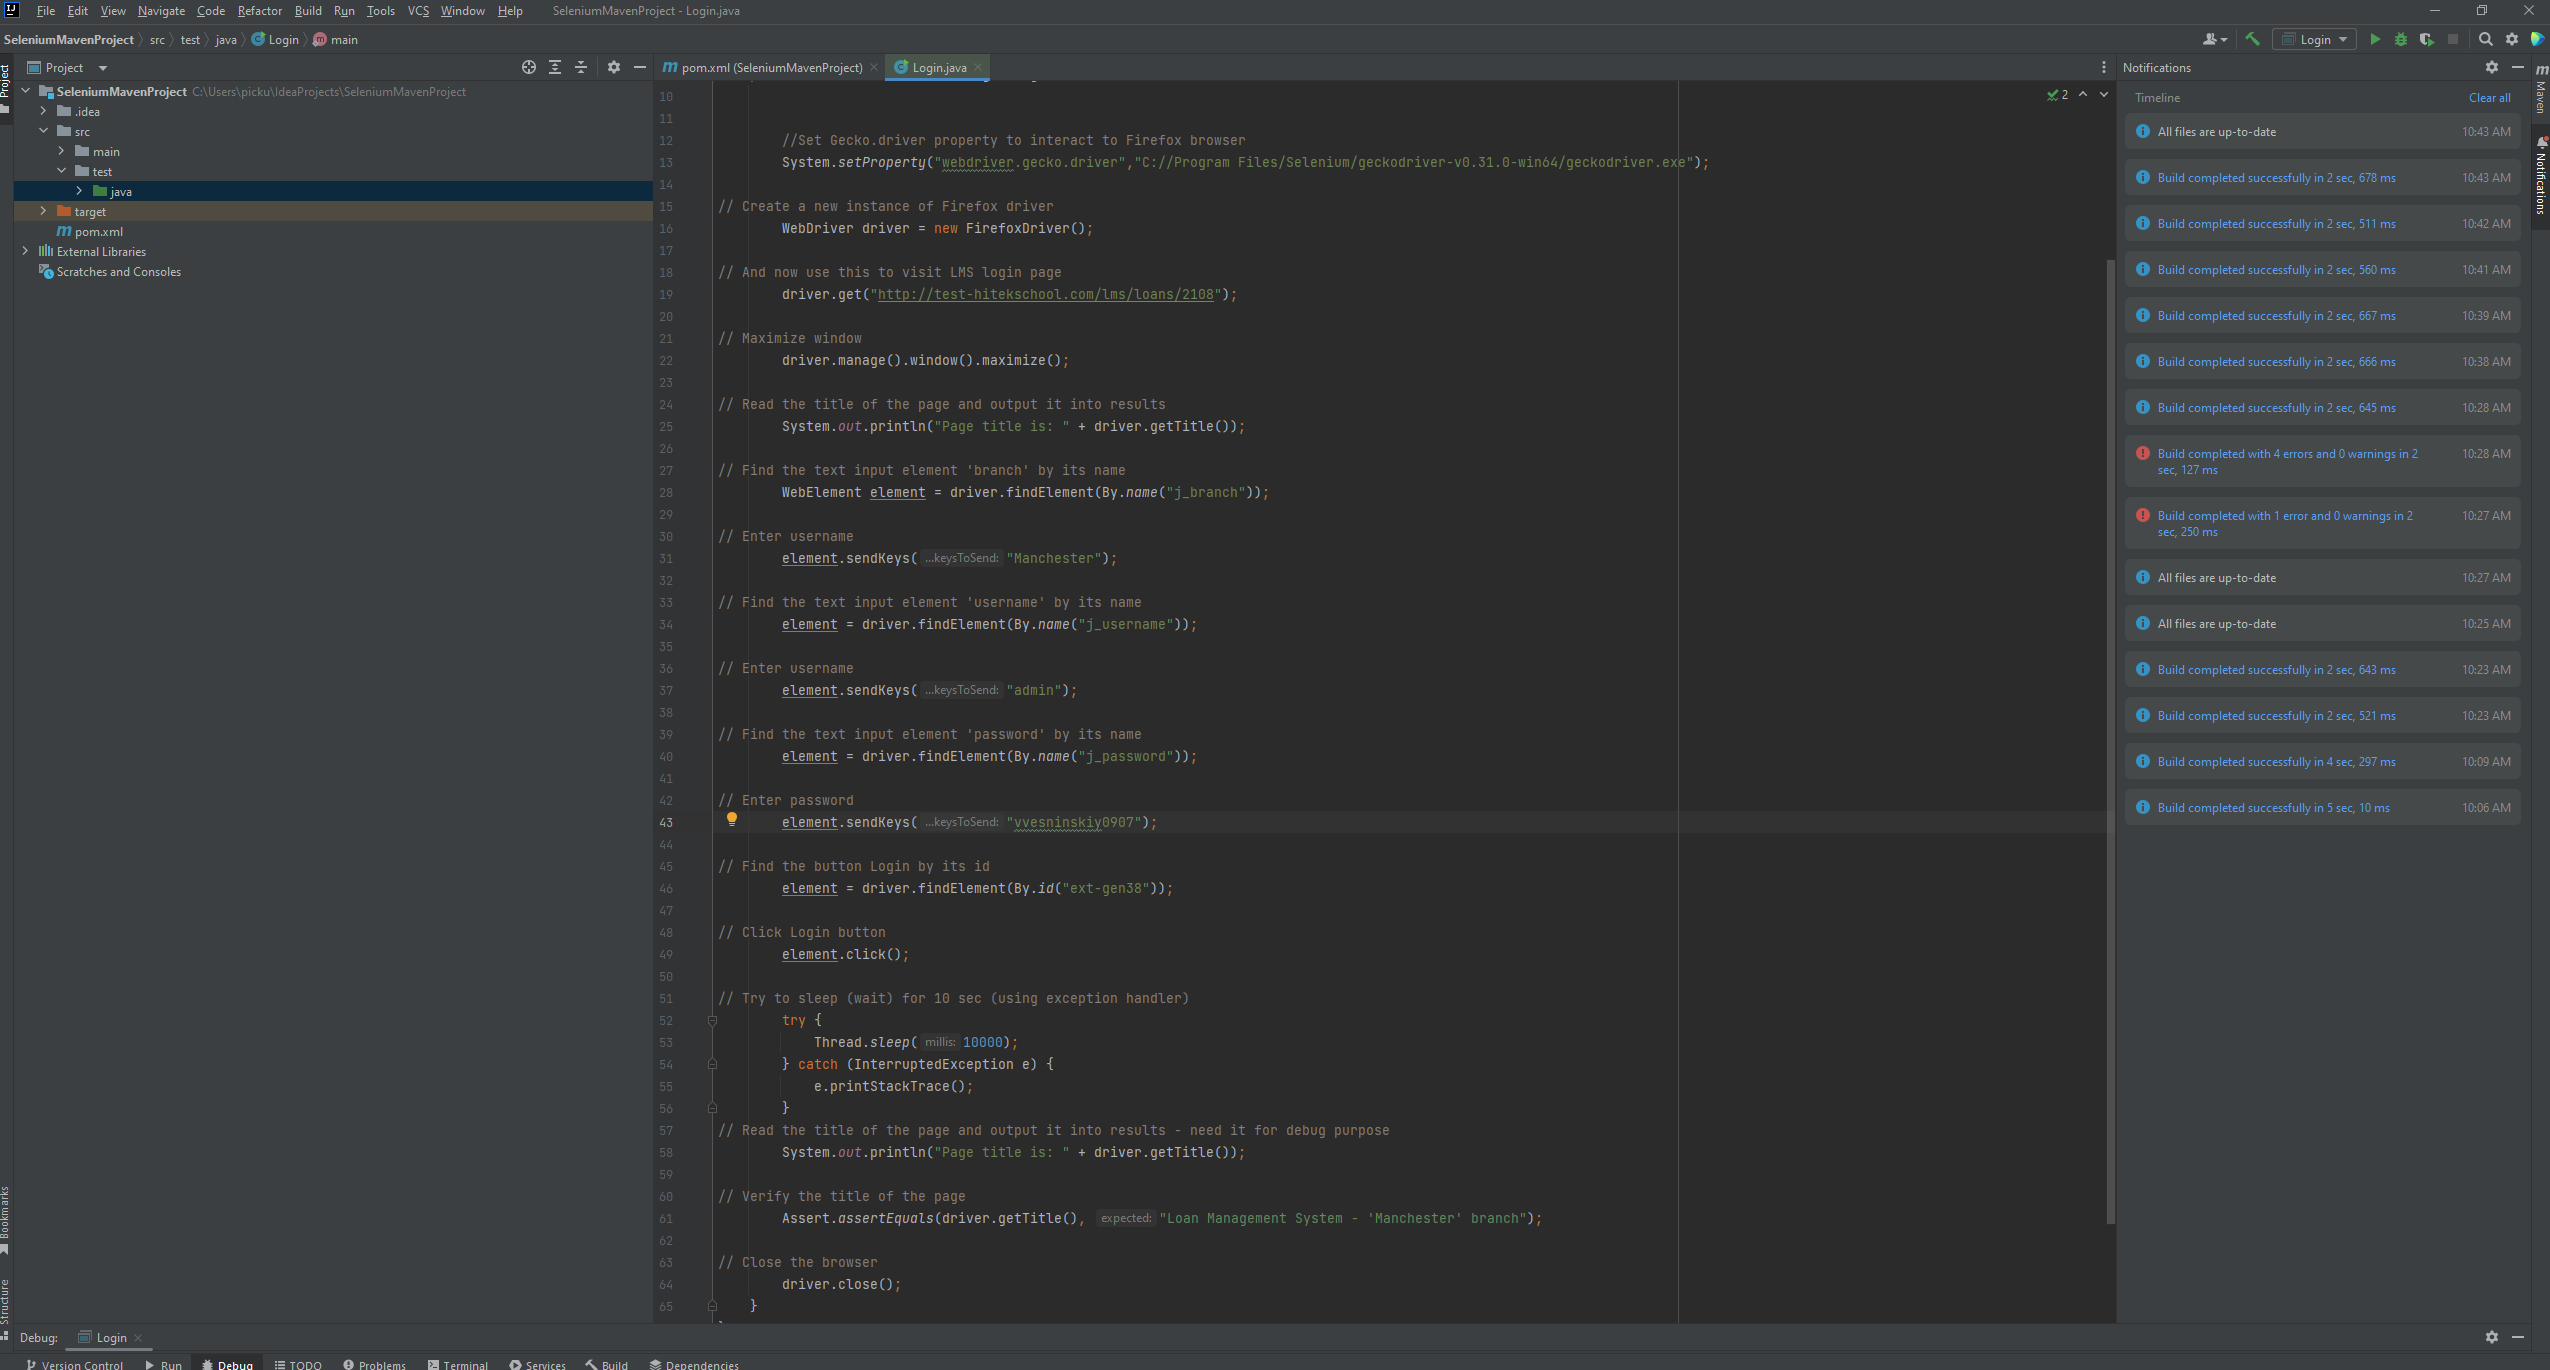 File Edit View Navigate Code Refactor Build Run Tools VCS Window Help SeleniumMavenProject - Login.java
SeleniumMavenProject src test java Login main
Login
Project
Project
SeleniumMavenProject C:\Users\picku\IdeaProjects\SeleniumMavenProject
.idea
src
main
test
java
target
pom.xml
External Libraries
Scratches and Consoles
Bookmarks
Structure
pom.xml (SeleniumMavenProject) Login.java
2
10
11
12 //Set Gecko.driver property to interact to Firefox browser
13 System.setProperty("webdriver.gecko.driver","C://Program Files/Selenium/geckodriver-v0.31.0-win64/geckodriver.exe");
14
15 // Create a new instance of Firefox driver
16 WebDriver driver = new FirefoxDriver();
17
18 // And now use this to visit LMS login page
19 driver.get("http://test-hitekschool.com/lms/loans/2108");
20
21 // Maximize window
22 driver.manage().window().maximize();
23
24 // Read the title of the page and output it into results
25 System.out.println("Page title is: " + driver.getTitle());
26
27 // Find the text input element 'branch' by its name
28 WebElement element = driver.findElement(By.name("j_branch"));
29
30 // Enter username
31 element.sendKeys( ...keysToSend: "Manchester");
32
33 // Find the text input element 'username' by its name
34 element = driver.findElement(By.name("j_username"));
35
36 // Enter username
37 element.sendKeys( ...keysToSend: "admin");
38
39 // Find the text input element 'password' by its name
40 element = driver.findElement(By.name("j_password"));
41
42 // Enter password
43 element.sendKeys( ...keysToSend: "vvesninskiy0907");
44
45 // Find the button Login by its id
46 element = driver.findElement(By.id("ext-gen38"));
47
48 // Click Login button
49 element.click();
50
51 // Try to sleep (wait) for 10 sec (using exception handler)
52 try {
53 Thread.sleep( millis: 10000);
54 } catch (InterruptedException e) {
55 e.printStackTrace();
56 }
57 // Read the title of the page and output it into results - need it for debug purpose
58 System.out.println("Page title is: " + driver.getTitle());
59
60 // Verify the title of the page
61 Assert.assertEquals(driver.getTitle(), expected: "Loan Management System - 'Manchester' branch");
62
63 // Close the browser
64 driver.close();
65 }
Notifications
Timeline Clear all
All files are up-to-date 10:43 AM
Build completed successfully in 2 sec, 678 ms 10:43 AM
Build completed successfully in 2 sec, 511 ms 10:42 AM
Build completed successfully in 2 sec, 560 ms 10:41 AM
Build completed successfully in 2 sec, 667 ms 10:39 AM
Build completed successfully in 2 sec, 666 ms 10:38 AM
Build completed successfully in 2 sec, 645 ms 10:28 AM
Build completed with 4 errors and 0 warnings in 2 10:28 AM
sec, 127 ms
Build completed with 1 error and 0 warnings in 2 10:27 AM
sec, 250 ms
All files are up-to-date 10:27 AM
All files are up-to-date 10:25 AM
Build completed successfully in 2 sec, 643 ms 10:23 AM
Build completed successfully in 2 sec, 521 ms 10:23 AM
Build completed successfully in 4 sec, 297 ms 10:09 AM
Build completed successfully in 5 sec, 10 ms 10:06 AM
Maven
Notifications
Debug: Login
Version Control Run Debug TODO Problems Terminal Services Build Dependencies